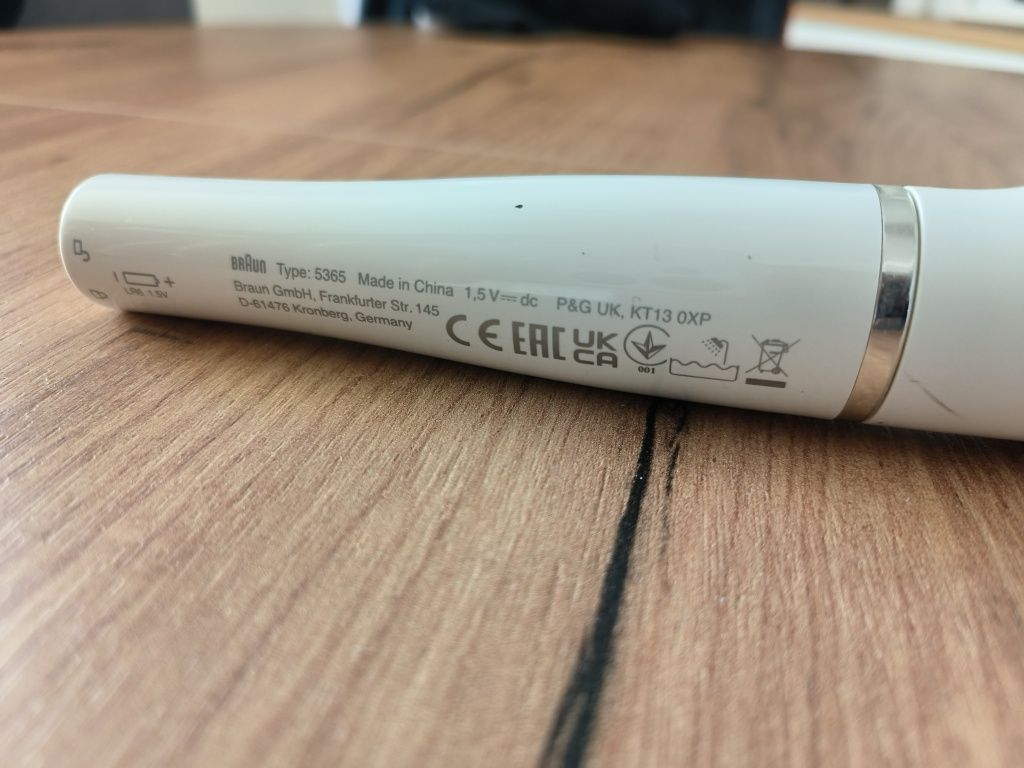 BRAUN Type: 5365 Made in China 1,5V dc P&G UK, KT13 0XP
Braun GmbH, Frankfurter Str. 145
D-61476 Kronberg, Germany
CE EAC UK
CA
001
LR6 1.5V